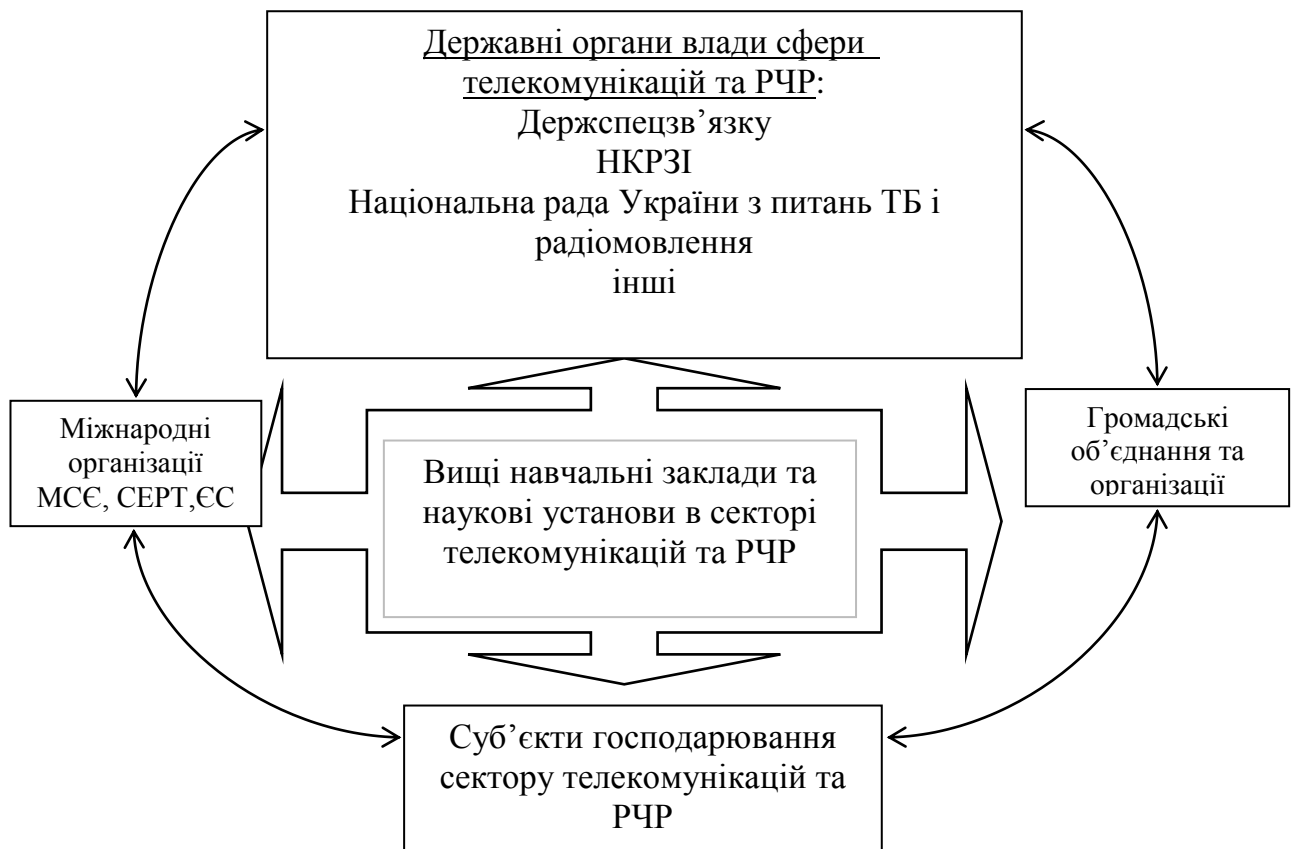 Державні органи влади сфери
телекомунікацій та РЧР:
Держспецзв’язку
НКРЗІ
Національна рада України з питань ТБ і
радіомовлення
інші
Міжнародні
організації
МСЄ, СЕРТ,ЄС
Вищі навчальні заклади та
наукові установи в секторі
телекомунікацій та РЧР
Громадські
об’єднання та
організації
Суб’єкти господарювання
сектору телекомунікацій та
РЧР